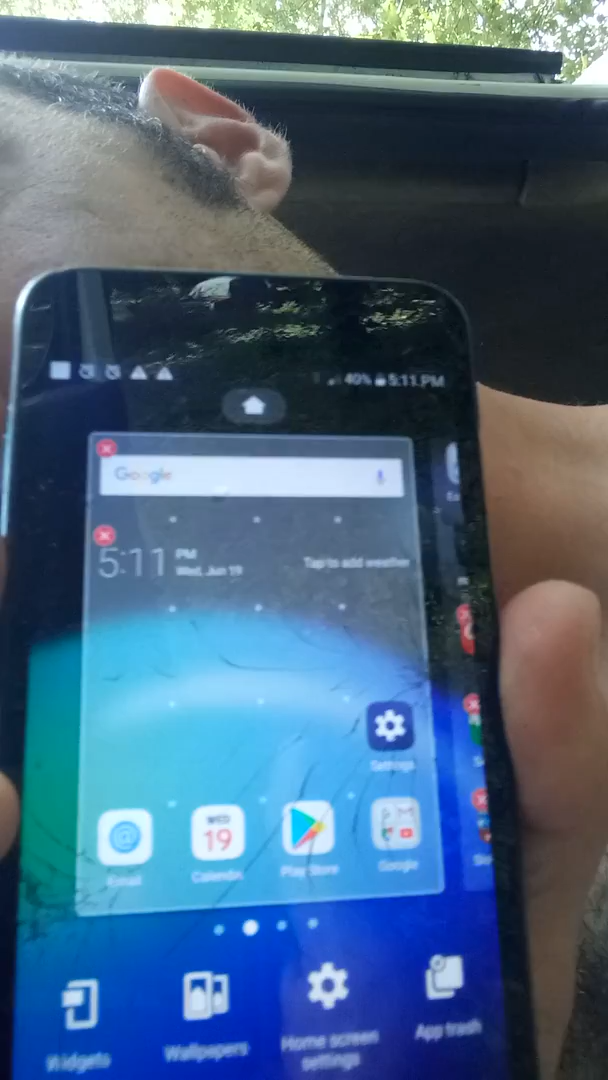 40% 5:11 PM
Google
5:11 PM
Wed, Jun 19
Tap to add weather
Settings
WED
19
Email
Calendar
Play Store
Google
Widgets
Wallpapers
Home screen
settings
App trash